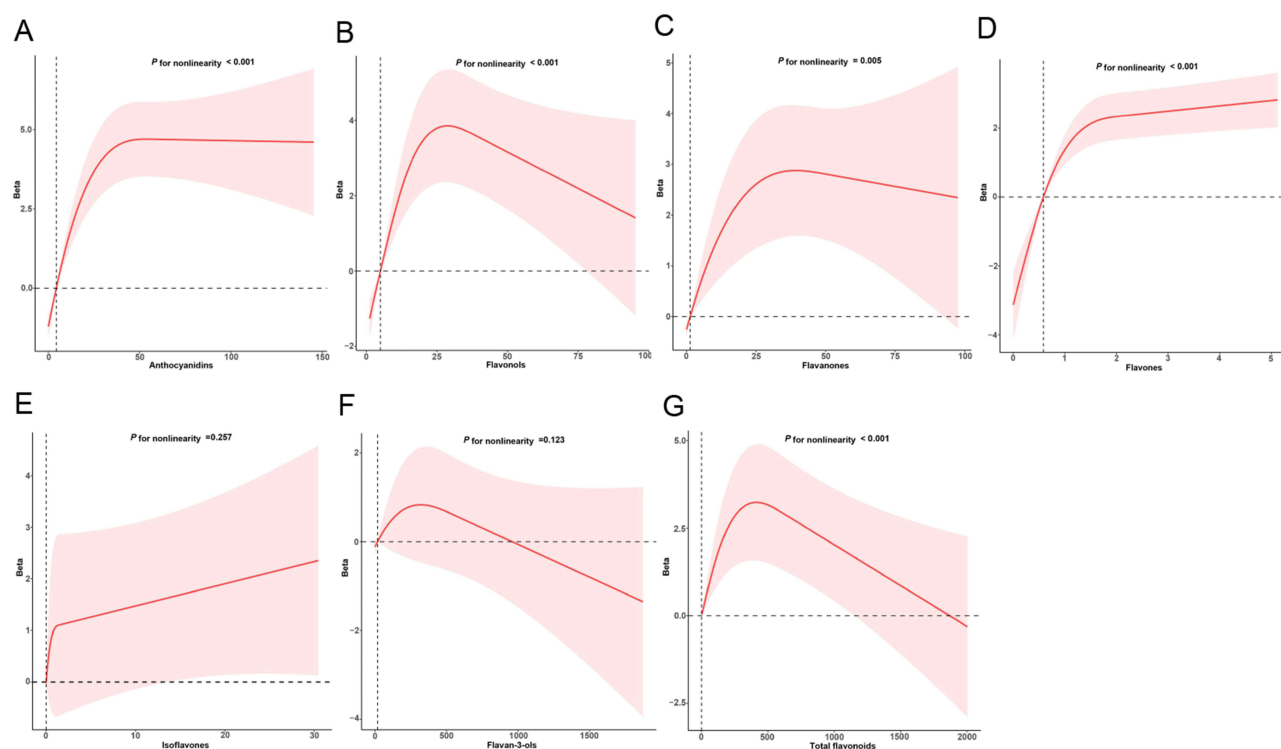 A
P for nonlinearity < 0.001
Beta
5.0
2.5
0.0
0
50
100
150
Anthocyanidins
B
P for nonlinearity < 0.001
Beta
4
2
0
−2
0
25
50
75
100
Flavonols
C
P for nonlinearity = 0.005
Beta
5
4
3
2
1
0
0
25
50
75
100
Flavanones
D
P for nonlinearity < 0.001
Beta
2
0
−2
−4
0
1
2
3
4
5
Flavones
E
P for nonlinearity =0.257
Beta
4
3
2
1
0
0
10
20
30
Isoflavones
F
P for nonlinearity =0.123
Beta
2
0
−2
−4
0
500
1000
1500
Flavan-3-ols
G
P for nonlinearity < 0.001
Beta
5.0
2.5
0.0
−2.5
0
500
1000
1500
2000
Total flavonoids